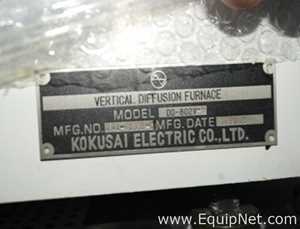 VERTICAL DIFFUSION FURNACE
MODEL
MFG.NO. MFG. DATE
KOKUSAI ELECTRIC CO.,LTD.
www.EquipNet.com